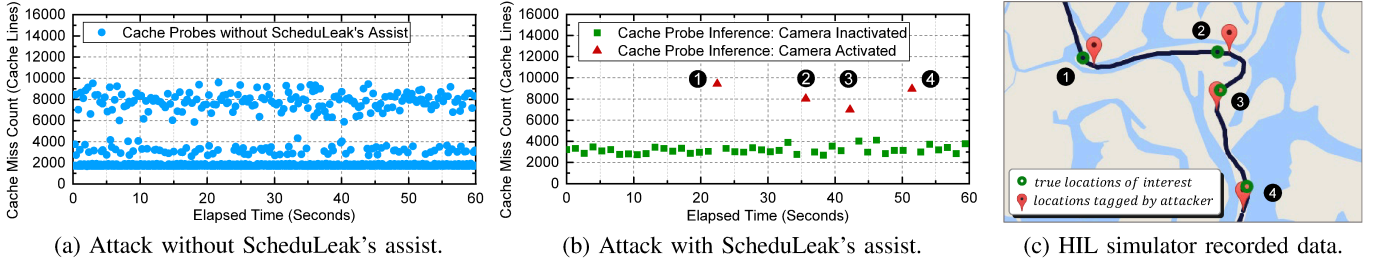 16000
14000
12000
10000
8000
6000
4000
2000
0
Cache Miss Count (Cache Lines)
Cache Probes without ScheduLeak's Assist
0 10 20 30 40 50 60
Elapsed Time (Seconds)
(a) Attack without ScheduLeak's assist.
16000
14000
12000
10000
8000
6000
4000
2000
0
Cache Miss Count (Cache Lines)
Cache Probe Inference: Camera Inactivated
Cache Probe Inference: Camera Activated
1 2 3 4
0 10 20 30 40 50 60
Elapsed Time (Seconds)
(b) Attack with ScheduLeak's assist.
2
1
3
4
true locations of interest
locations tagged by attacker
(c) HIL simulator recorded data.